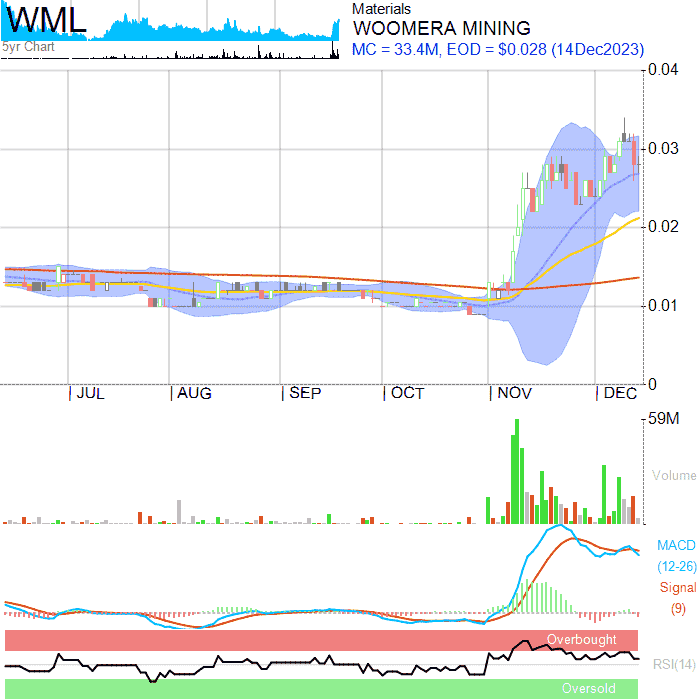 WML
5yr Chart
Materials
WOOMERA MINING
MC = 33.4M, EOD = $0.028 (14Dec2023)
0.04
0.03
0.02
0.01
0
JUL AUG SEP OCT NOV DEC
59M
Volume
MACD
(12-26)
Signal
(9)
Overbought
RSI(14)
Oversold